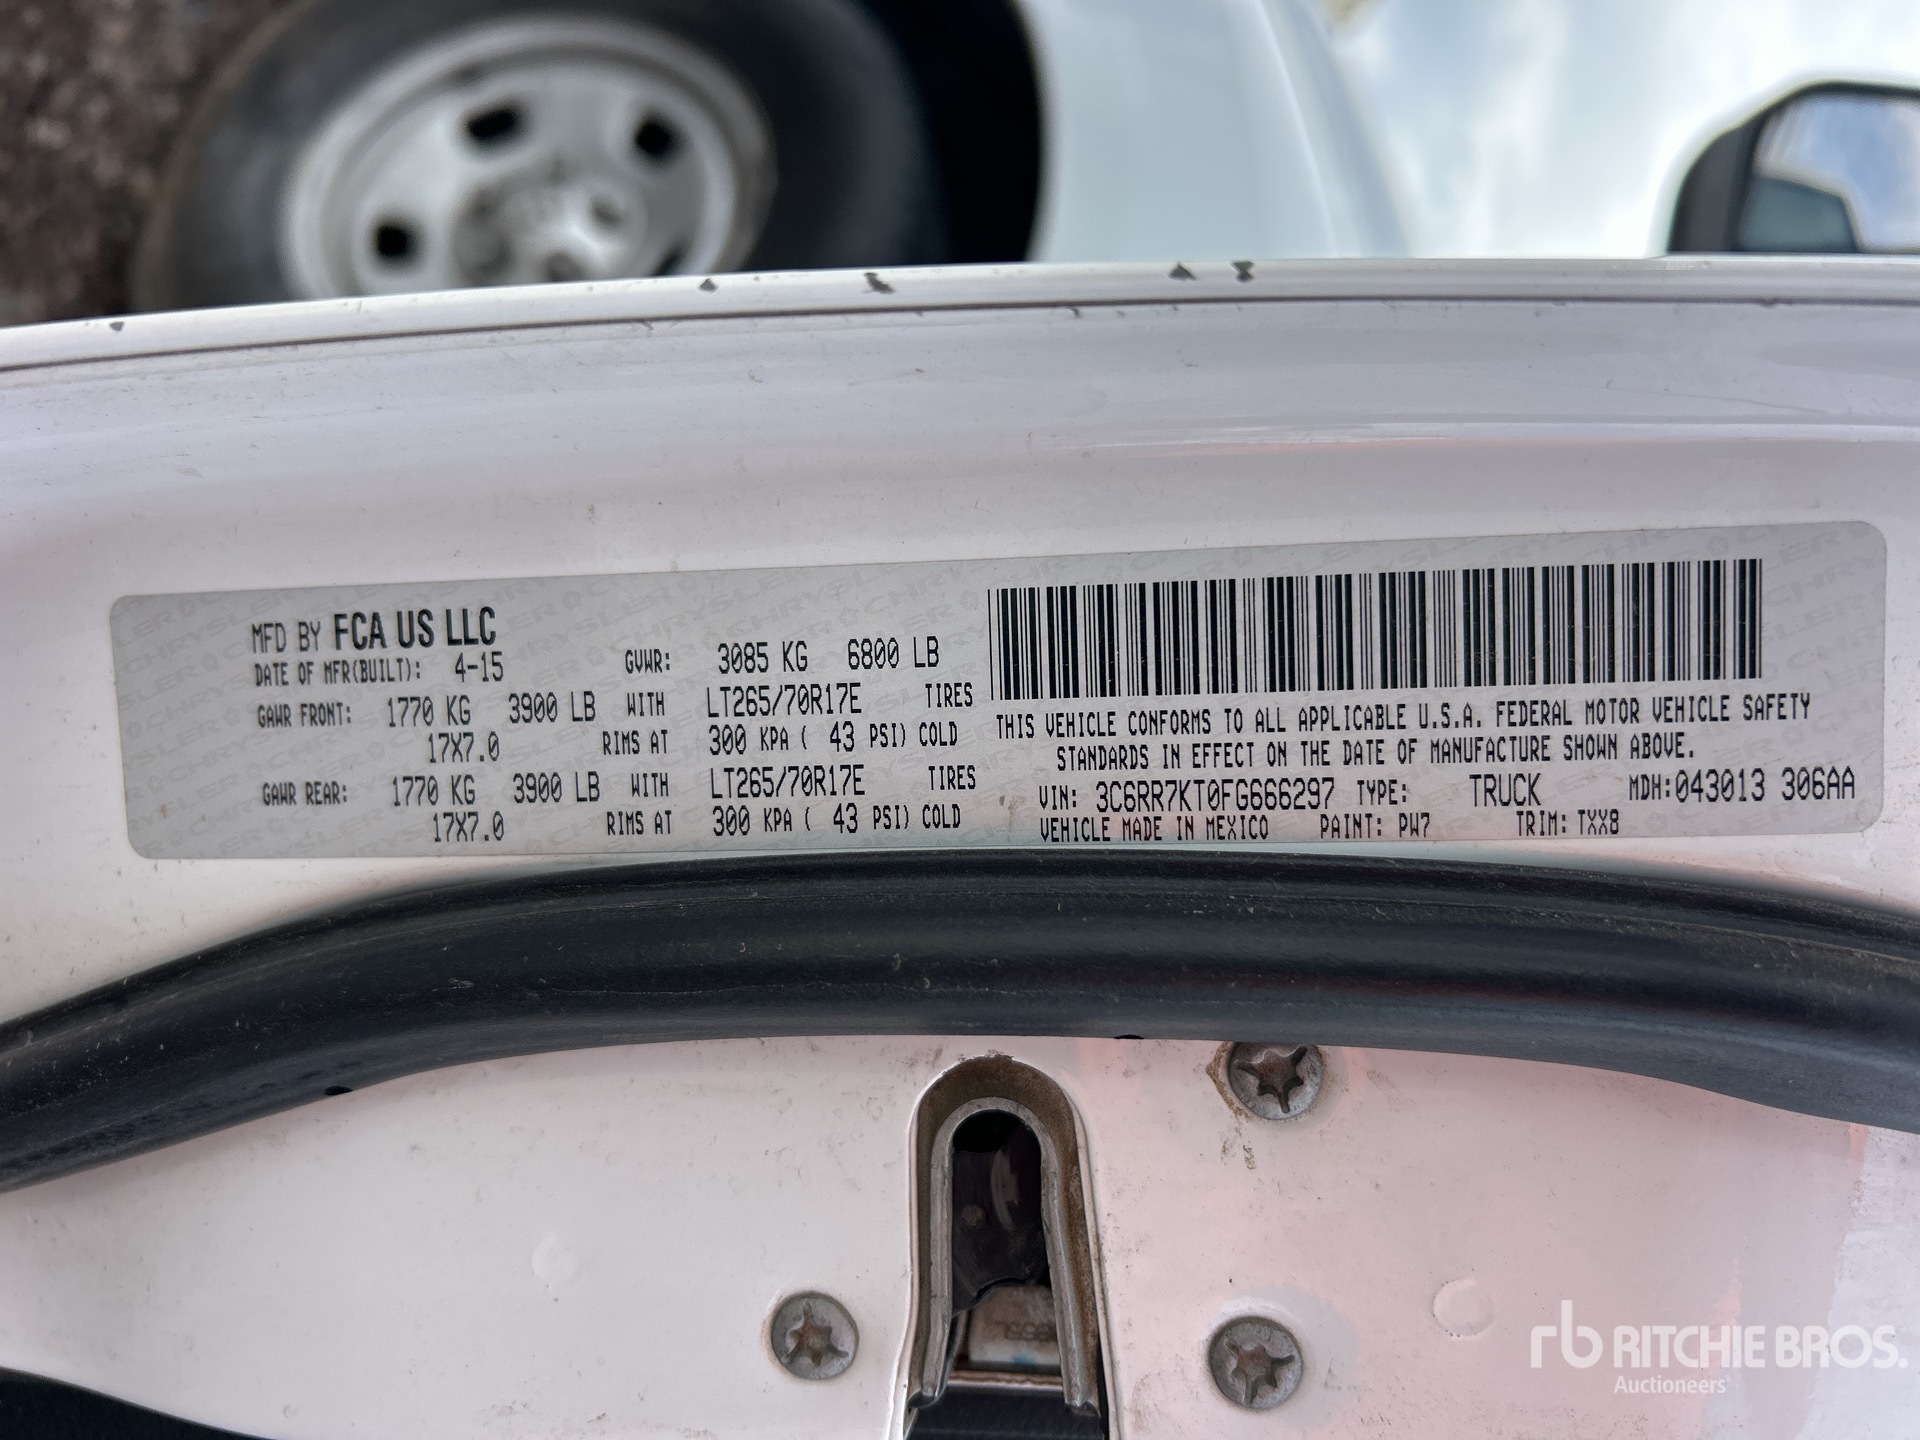 MFD BY FCA US LLC
DATE OF MFR(BUILT): 4-15 GVWR: 3085 KG 6800 LB
GAWR FRONT: 1770 KG 3900 LB WITH LT265/70R17E TIRES
17X7.0 RIMS AT 300 KPA ( 43 PSI) COLD
GAWR REAR: 1770 KG 3900 LB WITH LT265/70R17E TIRES
17X7.0 RIMS AT 300 KPA ( 43 PSI) COLD
THIS VEHICLE CONFORMS TO ALL APPLICABLE U.S.A. FEDERAL MOTOR VEHICLE SAFETY
STANDARDS IN EFFECT ON THE DATE OF MANUFACTURE SHOWN ABOVE.
VIN: 3C6RR7KT0FG666297 TYPE: TRUCK MDH:043013 306AA
VEHICLE MADE IN MEXICO PAINT: PW7 TRIM: TXX8
rb RITCHIE BROS.
Auctioneers